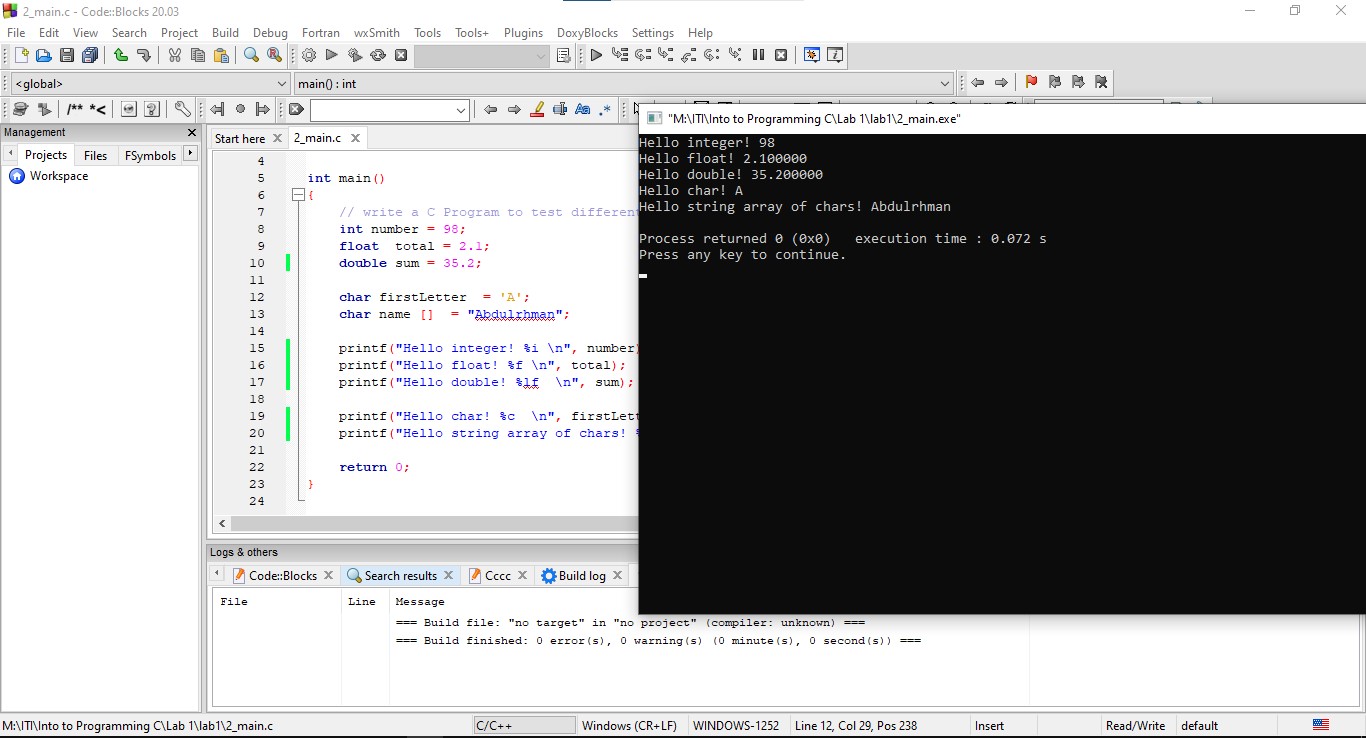 2_main.c - Code::Blocks 20.03
File Edit View Search Project Build Debug Fortran wxSmith Tools Tools+ Plugins DoxyBlocks Settings Help
<global> main() : int
/** *<
Aa .*
Management
Projects Files FSymbols
Workspace
Start here 2_main.c
4
5 int main()
6 {
7 // write a C Program to test differen
8 int number = 98;
9 float  total = 2.1;
10 double sum = 35.2;
11
12 char firstLetter  = 'A';
13 char name []  = "Abdulrhman";
14
15 printf("Hello integer! %i \n", number)
16 printf("Hello float! %f \n", total);
17 printf("Hello double! %lf  \n", sum);
18
19 printf("Hello char! %c  \n", firstLett
20 printf("Hello string array of chars! %
21
22 return 0;
23 }
24
"M:\ITI\Into to Programming C\Lab 1\lab1\2_main.exe"
Hello integer! 98
Hello float! 2.100000
Hello double! 35.200000
Hello char! A
Hello string array of chars! Abdulrhman
Process returned 0 (0x0)   execution time : 0.072 s
Press any key to continue.
Logs & others
Code::Blocks Search results Cccc Build log
File Line Message
=== Build file: "no target" in "no project" (compiler: unknown) ===
=== Build finished: 0 error(s), 0 warning(s) (0 minute(s), 0 second(s)) ===
M:\ITI\Into to Programming C\Lab 1\lab1\2_main.c C/C++ Windows (CR+LF) WINDOWS-1252 Line 12, Col 29, Pos 238 Insert Read/Write default